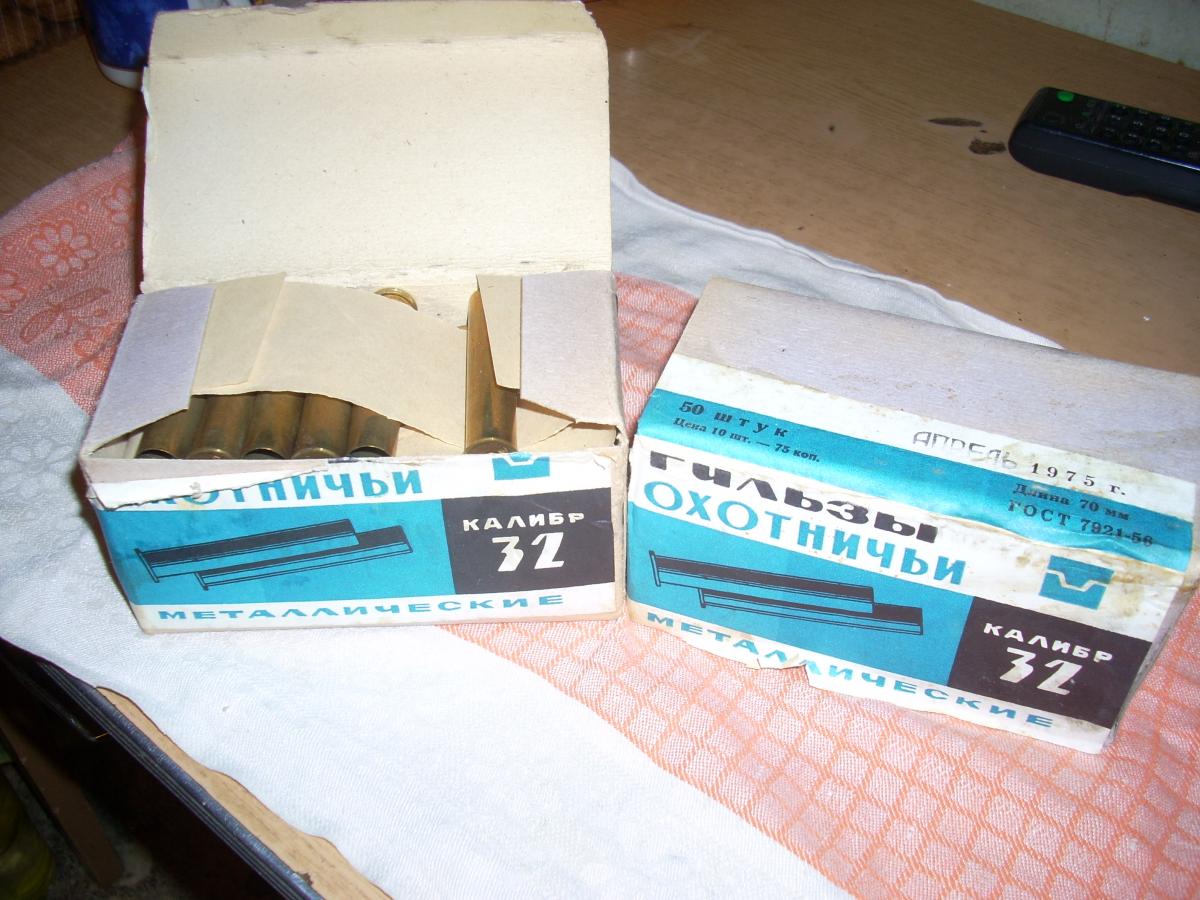 ОХОТНИЧЬИ
КАЛИБР
32
МЕТАЛЛИЧЕСКИЕ
50 штук
Цена 10 шт. — 75 коп.
АПРЕЛЬ 1975 г.
Длина 70 мм
ГОСТ 7921-56
ГИЛЬЗЫ
ОХОТНИЧЬИ
КАЛИБР
32
МЕТАЛЛИЧЕСКИЕ